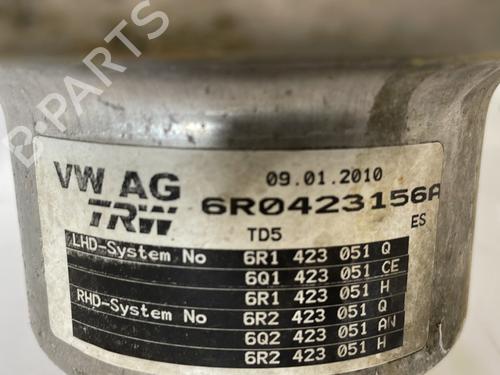 VW AG
09.01.2010
TRW
6R0423156A
TD5
ES
LHD-System No
6R1 423 051 Q
6Q1 423 051 CE
6R1 423 051 H
RHD-System No
6R2 423 051 Q
6Q2 423 051 AN
6R2 423 051 H
B-PARTS